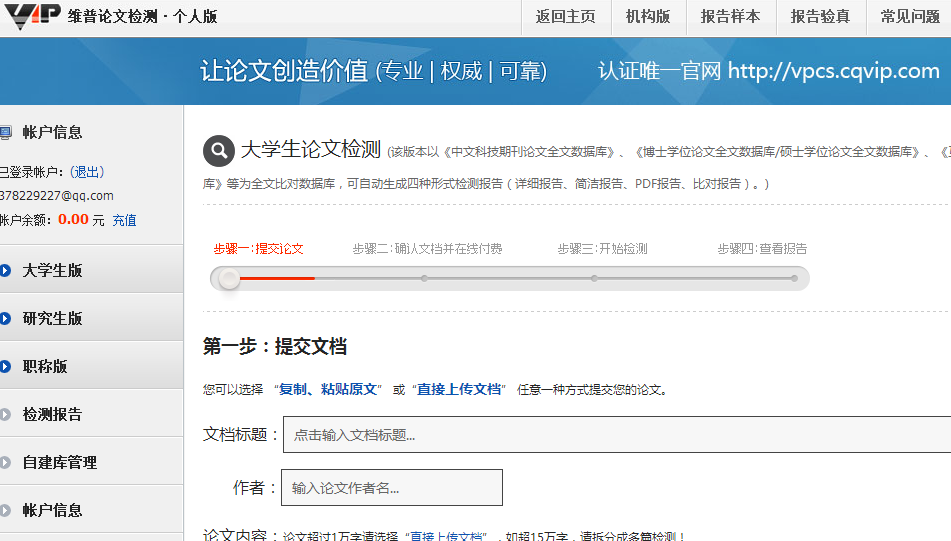 VIP 维普论文检测·个人版
返回主页 机构版 报告样本 报告验真 常见问题
让论文创造价值 (专业 | 权威 | 可靠) 认证唯一官网 http://vpcs.cqvip.com
帐户信息
已登录帐户：(退出)
378229227@qq.com
帐户余额：0.00 元 充值
大学生版
研究生版
职称版
检测报告
自建库管理
帐户信息
大学生论文检测 (该版本以《中文科技期刊论文全文数据库》、《博士学位论文全文数据库/硕士学位论文全文数据库》、《
库》等为全文比对数据库，可自动生成四种形式检测报告（详细报告、简洁报告、PDF报告、比对报告）。)
步骤一:提交论文 步骤二:确认文档并在线付费 步骤三:开始检测 步骤四:查看报告
第一步：提交文档
您可以选择 “复制、粘贴原文” 或“直接上传文档” 任意一种方式提交您的论文。
文档标题：点击输入文档标题...
作者：输入论文作者名...
论文内容：论文超过1万字请选择“直接上传文档”，如超15万字，请拆分成多篇检测！